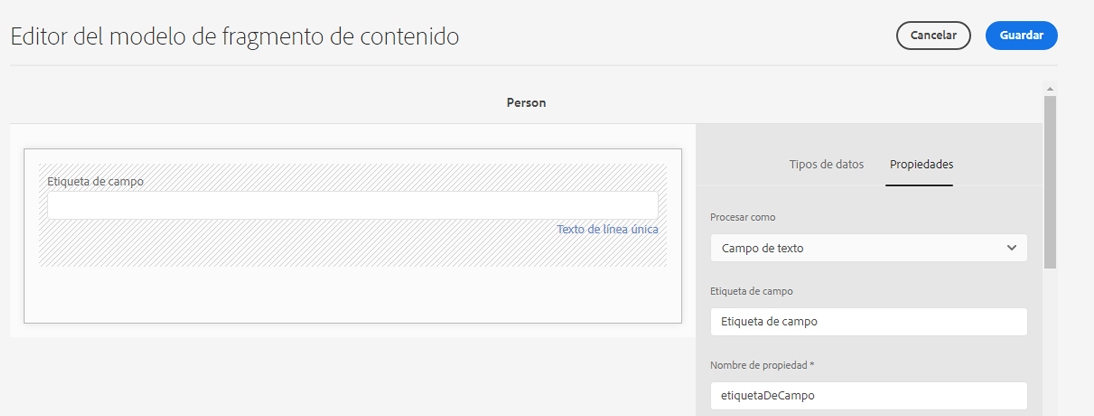 Editor del modelo de fragmento de contenido
Cancelar
Guardar
Person
Etiqueta de campo
Texto de línea única
Tipos de datos
Propiedades
Procesar como
Campo de texto
Etiqueta de campo
Etiqueta de campo
Nombre de propiedad *
etiquetaDeCampo